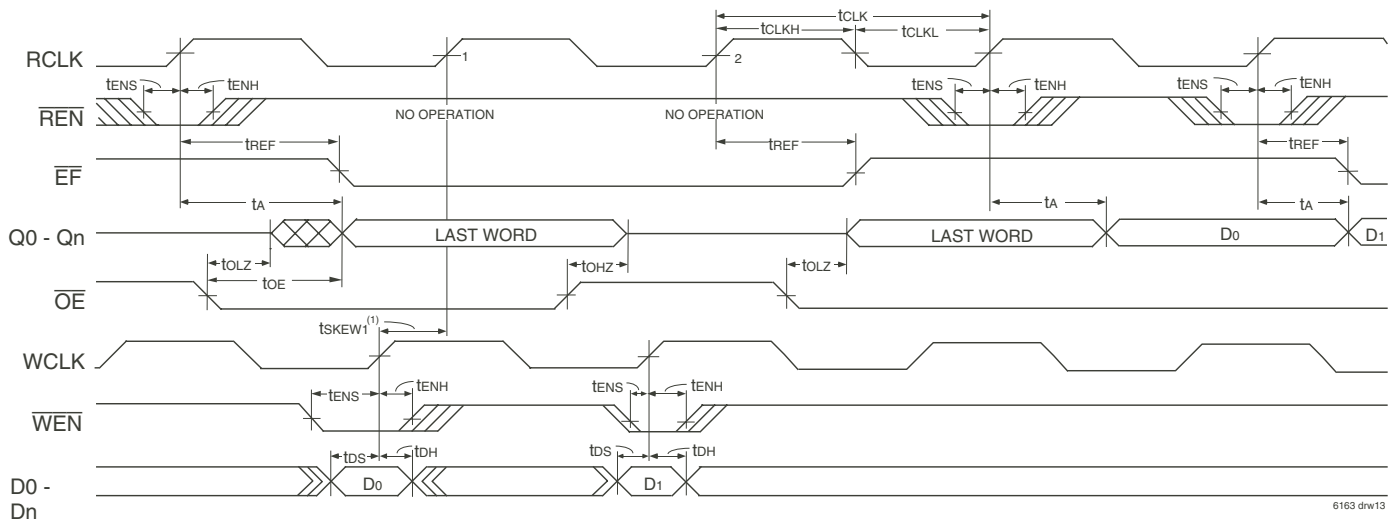 tCLK
tCLKH tCLKL
RCLK 1 2
tENS tENH tENS tENH tENS tENH
REN NO OPERATION NO OPERATION
tREF tREF tREF
EF
tA tA tA
Q0 - Qn LAST WORD LAST WORD D0 D1
tOLZ tOHZ tOLZ
tOE
OE
tSKEW1(1)
WCLK
tENS tENH tENS tENH
WEN
tDS tDH tDS tDH
D0 - Dn D0 D1
6163 drw13